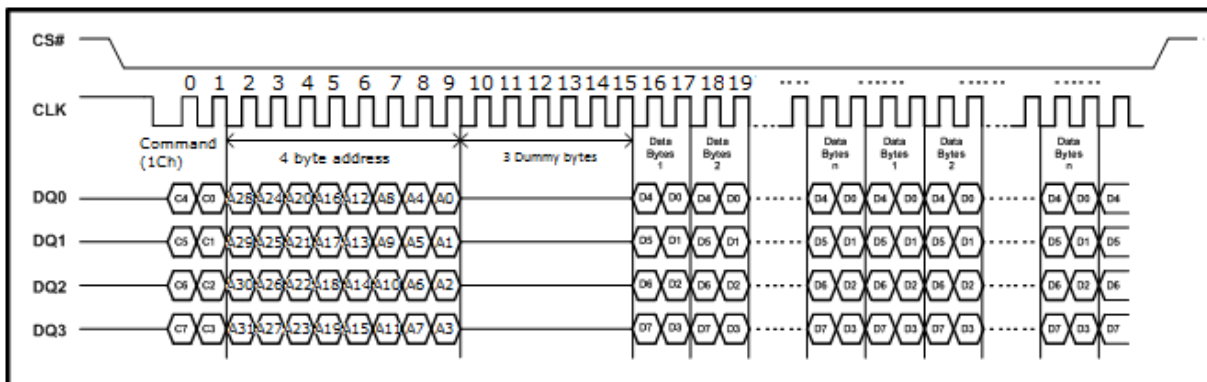 CS#
0 1 2 3 4 5 6 7 8 9 10 11 12 13 14 15 16 17 18 19
CLK
Command
(1Ch)
4 byte address
3 Dummy bytes
Data
Bytes
1
Data
Bytes
2
Data
Bytes
n
Data
Bytes
1
Data
Bytes
2
Data
Bytes
n
DQ0 C4 C0 A28 A24 A20 A16 A12 A8 A4 A0 D4 D0 D4 D0 D4 D0 D4 D0 D4 D0 D4 D0 D4
DQ1 C5 C1 A29 A25 A21 A17 A13 A9 A5 A1 D5 D1 D5 D1 D5 D1 D5 D1 D5 D1 D5 D1 D5
DQ2 C6 C2 A30 A26 A22 A18 A14 A10 A6 A2 D6 D2 D6 D2 D6 D2 D6 D2 D6 D2 D6 D2 D6
DQ3 C7 C3 A31 A27 A23 A19 A15 A11 A7 A3 D7 D3 D7 D3 D7 D3 D7 D3 D7 D3 D7 D3 D7